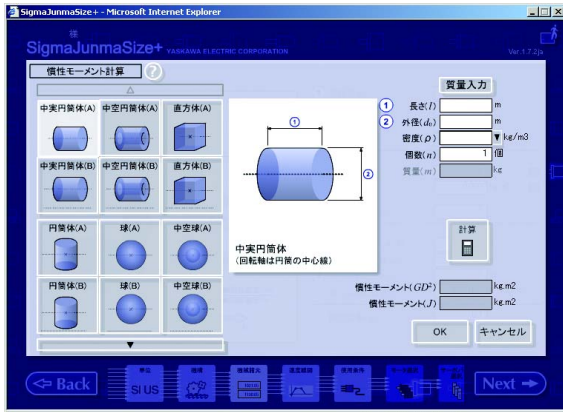 SigmaJunmaSize+ - Microsoft Internet Explorer
SigmaJunmaSize+ YASKAWA ELECTRIC CORPORATION
Ver.1.7.2ja
慣性モーメント計算 ?
中実円筒体(A) 中空円筒体(A) 直方体(A)
中実円筒体(B) 中空円筒体(B) 直方体(B)
円筒体(A) 球(A) 中空球(A)
円筒体(B) 球(B) 中空球(B)
①
②
中実円筒体
(回転軸は円筒の中心線)
質量入力
① 長さ(l) m
② 外径(d₀) m
密度(ρ) kg/m3
個数(n) 1 個
質量(m) kg
計算
慣性モーメント(GD²) kg.m2
慣性モーメント(J) kg.m2
OK キャンセル
Back
SI US
Next